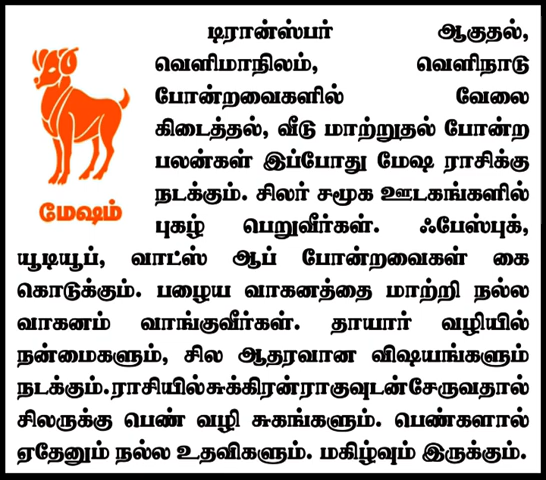 டிரான்ஸ்பர் ஆகுதல்,
வெளிமாநிலம், வெளிநாடு
போன்றவைகளில் வேலை
கிடைத்தல், வீடு மாற்றுதல் போன்ற
பலன்கள் இப்போது மேஷ ராசிக்கு
நடக்கும். சிலர் சமூக ஊடகங்களில்
புகழ் பெறுவீர்கள். ஃபேஸ்புக்,
மேஷம்
யூடியூப், வாட்ஸ் ஆப் போன்றவைகள் கை
கொடுக்கும். பழைய வாகனத்தை மாற்றி நல்ல
வாகனம் வாங்குவீர்கள். தாயார் வழியில்
நன்மைகளும், சில ஆதரவான விஷயங்களும்
நடக்கும். ராசியில் சுக்கிரன் ராகுவுடன் சேருவதால்
சிலருக்கு பெண் வழி சுகங்களும். பெண்களால்
ஏதேனும் நல்ல உதவிகளும். மகிழ்வும் இருக்கும்.